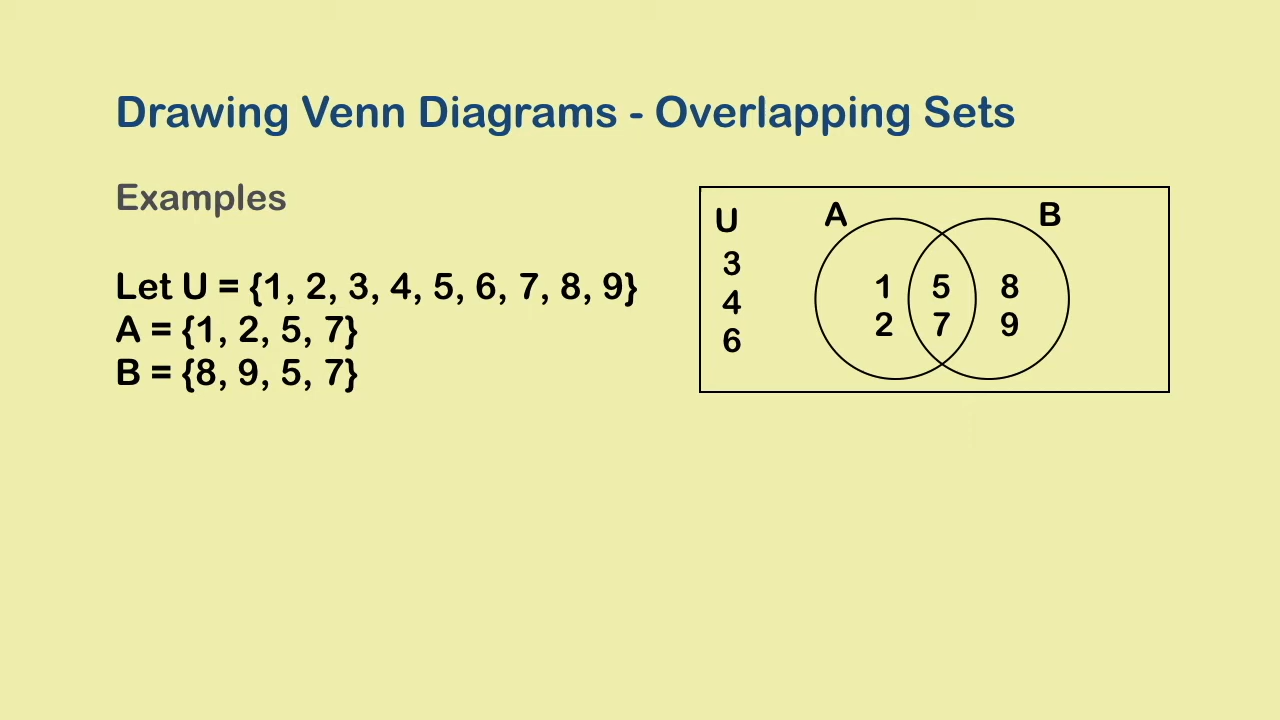 Drawing Venn Diagrams - Overlapping Sets
Examples
Let U = {1, 2, 3, 4, 5, 6, 7, 8, 9}
A = {1, 2, 5, 7}
B = {8, 9, 5, 7}
U A B
3
4
6
1 5 8
2 7 9